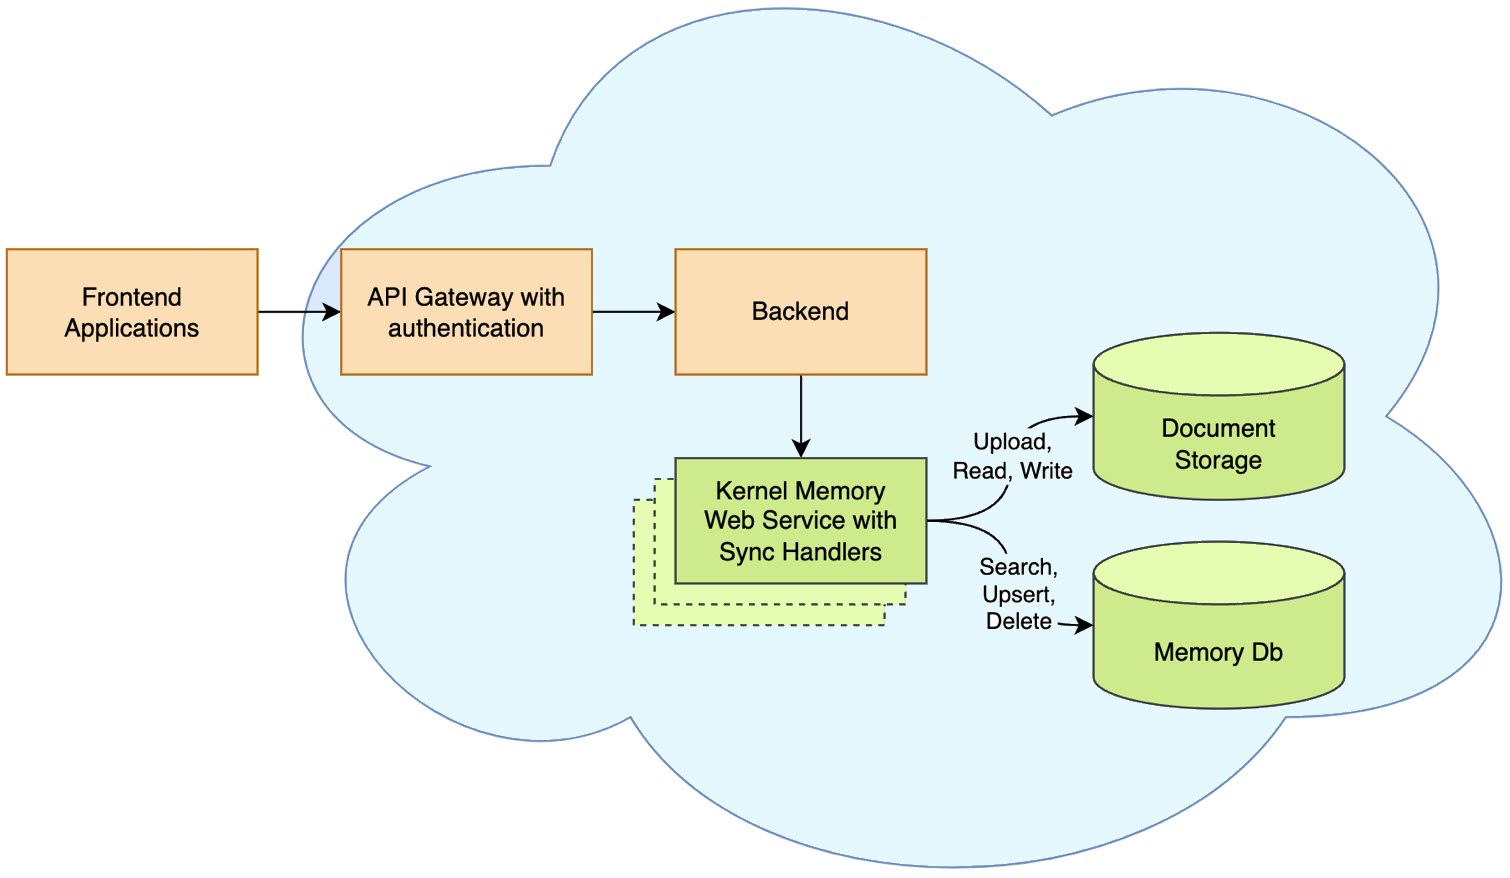 Frontend
Applications
API Gateway with
authentication
Backend
Kernel Memory
Web Service with
Sync Handlers
Upload,
Read, Write
Search,
Upsert,
Delete
Document
Storage
Memory Db